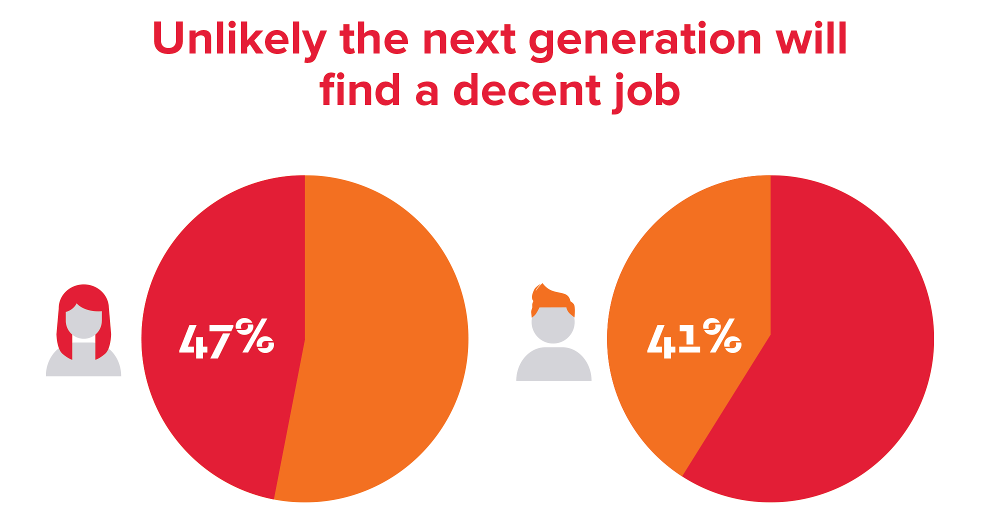 Unlikely the next generation will
find a decent job
47%
41%